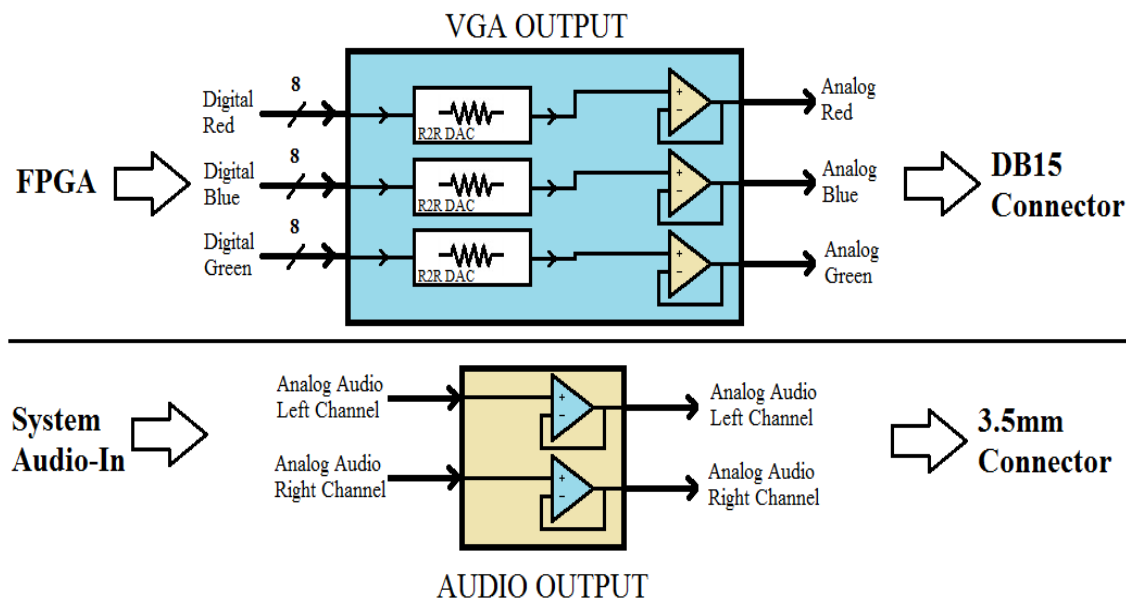 VGA OUTPUT
FPGA
Digital
Red
8
R2R DAC
+
−
Analog
Red
Digital
Blue
8
R2R DAC
+
−
Analog
Blue
Digital
Green
8
R2R DAC
+
−
Analog
Green
DB15
Connector
System
Audio-In
Analog Audio
Left Channel
+
−
Analog Audio
Left Channel
Analog Audio
Right Channel
+
−
Analog Audio
Right Channel
3.5mm
Connector
AUDIO OUTPUT